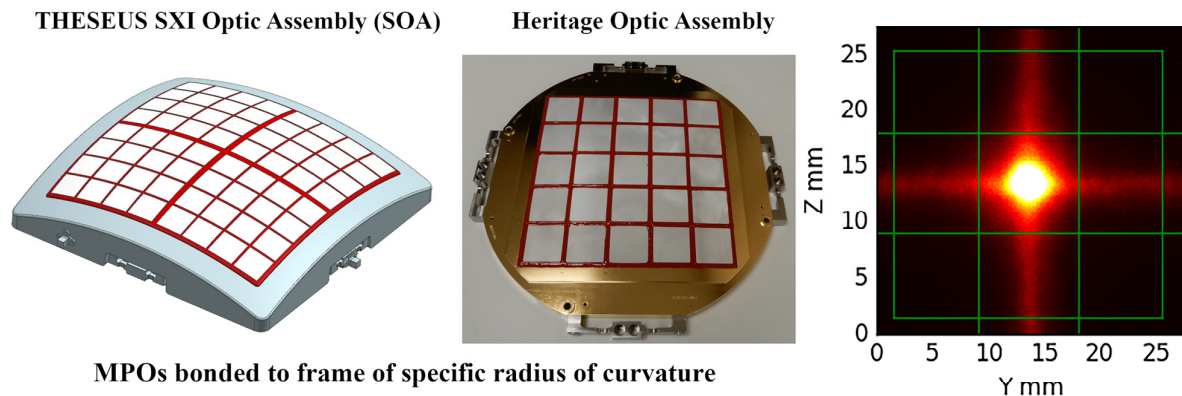 THESEUS SXI Optic Assembly (SOA)
Heritage Optic Assembly
MPOs bonded to frame of specific radius of curvature
25
20
15
10
5
0
Z mm
0 5 10 15 20 25
Y mm